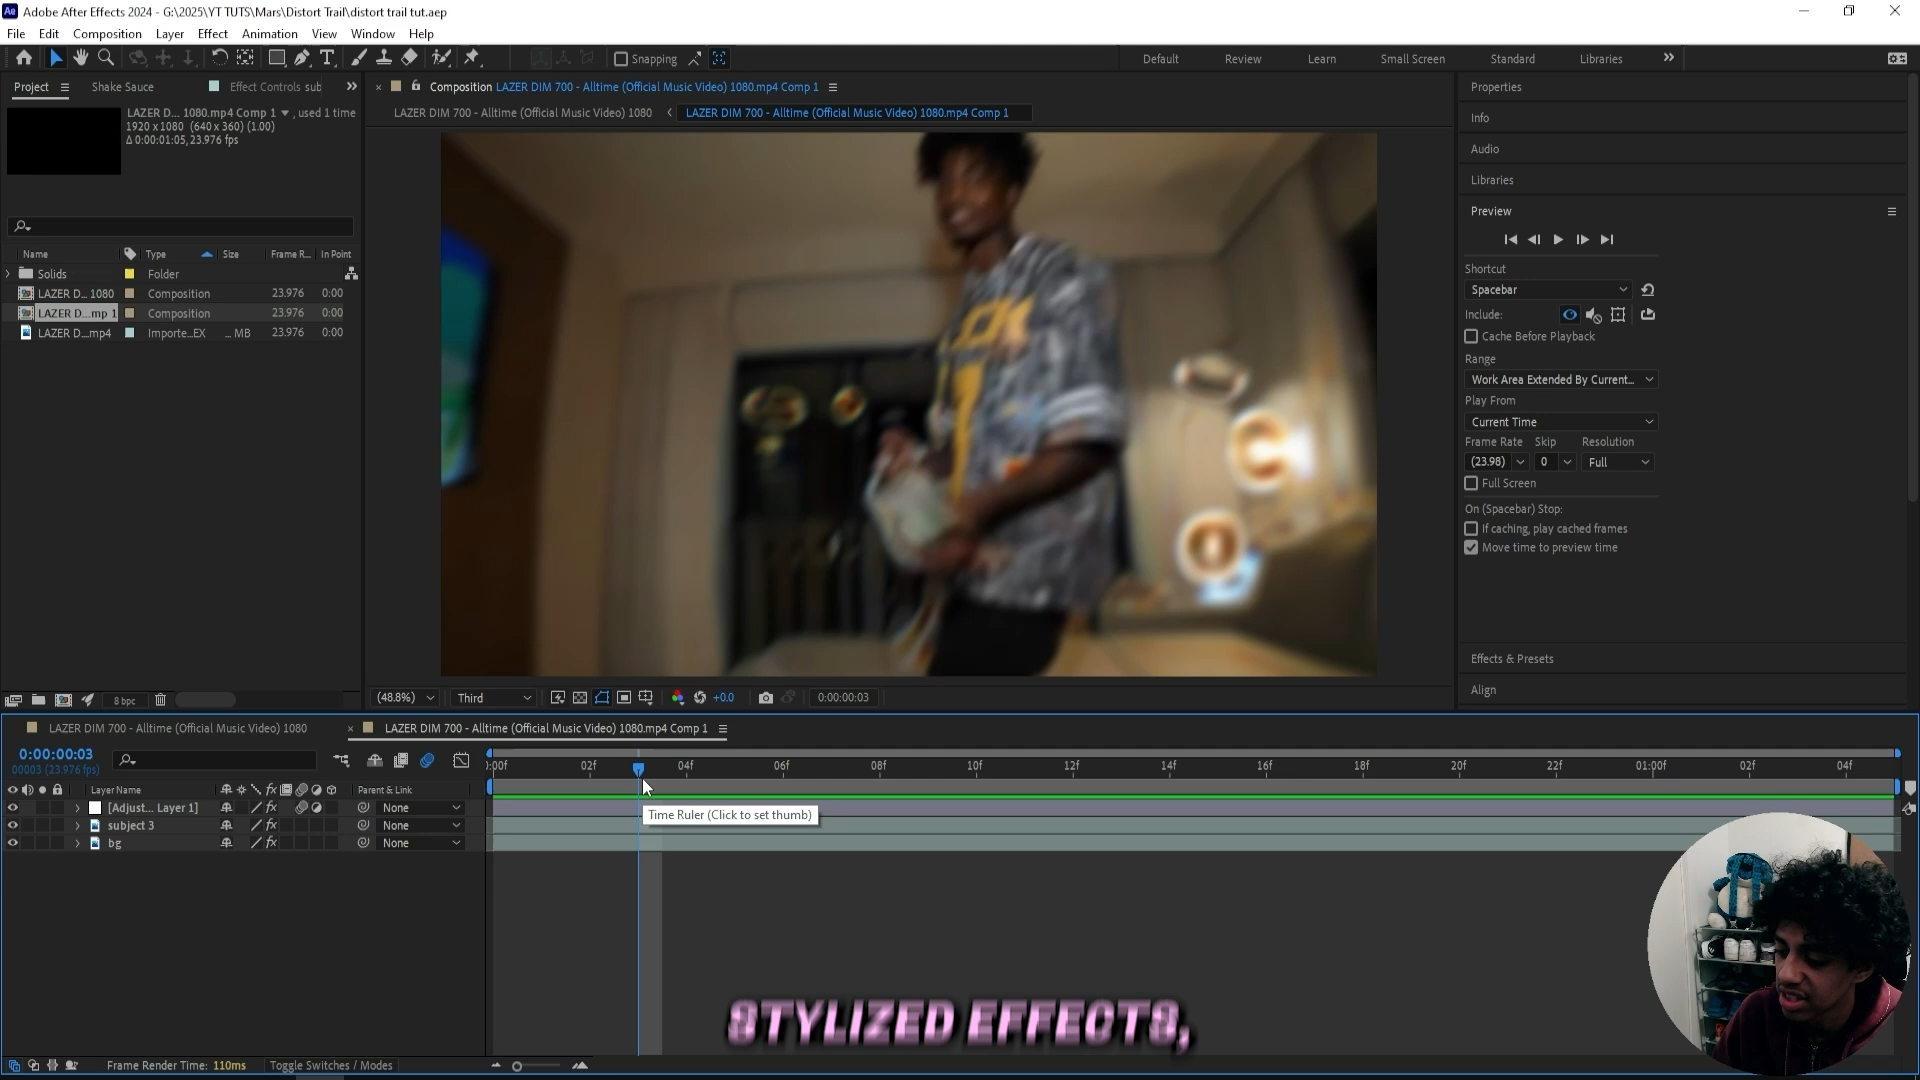 Adobe After Effects 2024 - G:\2025\YT TUTS\Mars\Distort Trail\distort trail tut.aep
File Edit Composition Layer Effect Animation View Window Help
Snapping
Default Review Learn Small Screen Standard Libraries
Project Shake Sauce Effect Controls sub
LAZER D... 1080.mp4 Comp 1 , used 1 time
1920 x 1080 (640 x 360) (1.00)
Δ 0:00:01:05, 23.976 fps
Name Type Size Frame R... In Point
Solids Folder
LAZER D... 1080 Composition 23.976 0:00
LAZER D...mp 1 Composition 23.976 0:00
LAZER D...mp4 Importe...EX ... MB 23.976 0:00
8 bpc
Composition LAZER DIM 700 - Alltime (Official Music Video) 1080.mp4 Comp 1
LAZER DIM 700 - Alltime (Official Music Video) 1080 LAZER DIM 700 - Alltime (Official Music Video) 1080.mp4 Comp 1
(48.8%) Third +0.0 0:00:00:03
Properties
Info
Audio
Libraries
Preview
Shortcut
Spacebar
Include:
Cache Before Playback
Range
Work Area Extended By Current...
Play From
Current Time
Frame Rate Skip Resolution
(23.98) 0 Full
Full Screen
On (Spacebar) Stop:
If caching, play cached frames
Move time to preview time
Effects & Presets
Align
LAZER DIM 700 - Alltime (Official Music Video) 1080 LAZER DIM 700 - Alltime (Official Music Video) 1080.mp4 Comp 1
0:00:00:03
00003 (23.976 fps)
):00f 02f 04f 06f 08f 10f 12f 14f 16f 18f 20f 22f 01:00f 02f 04f
Layer Name Parent & Link
[Adjust... Layer 1] None
subject 3 None
bg None
Time Ruler (Click to set thumb)
STYLIZED EFFECTS,
Frame Render Time: 110ms Toggle Switches / Modes